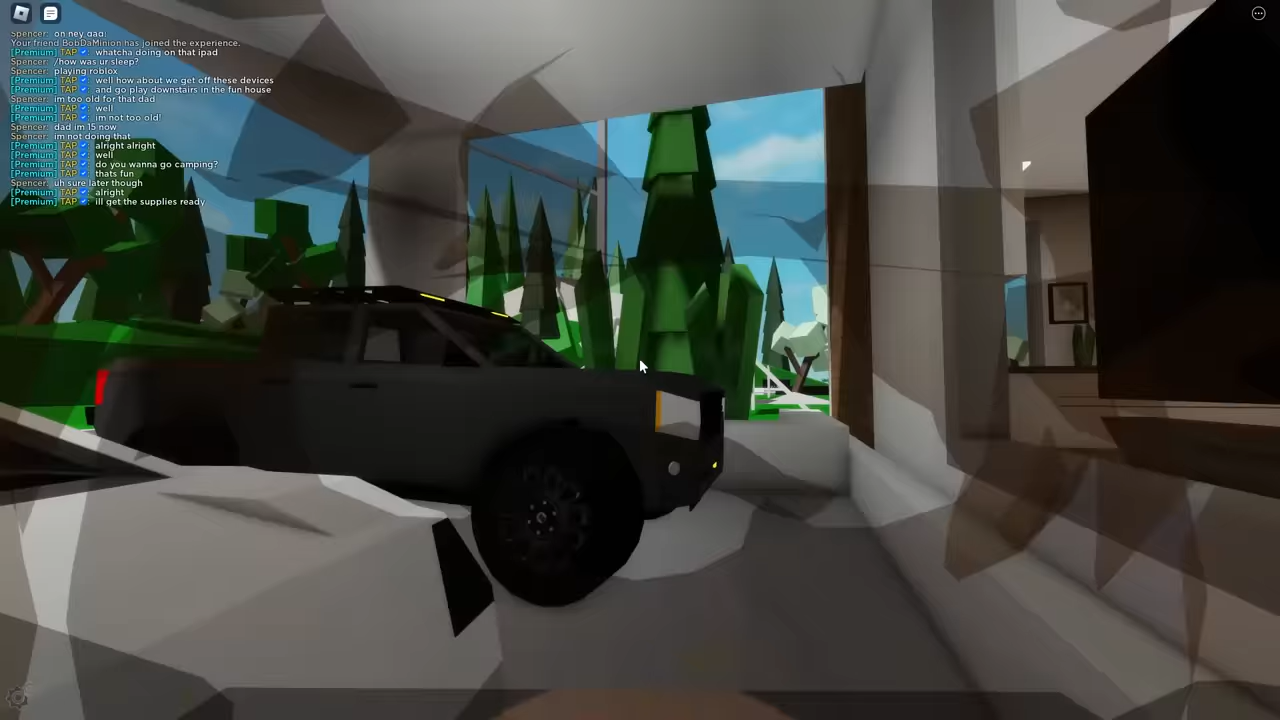 Spencer: oh hey dad!
Your friend BobDaMinion has joined the experience.
[Premium] TAP: whatcha doing on that ipad
Spencer: /how was ur sleep?
Spencer: playing roblox
[Premium] TAP: well how about we get off these devices
[Premium] TAP: and go play downstairs in the fun house
Spencer: im too old for that dad
[Premium] TAP: well
[Premium] TAP: im not too old!
Spencer: dad im 15 now
Spencer: im not doing that
[Premium] TAP: alright alright
[Premium] TAP: well
[Premium] TAP: do you wanna go camping?
[Premium] TAP: thats fun
Spencer: uh sure later though
[Premium] TAP: alright
[Premium] TAP: ill get the supplies ready